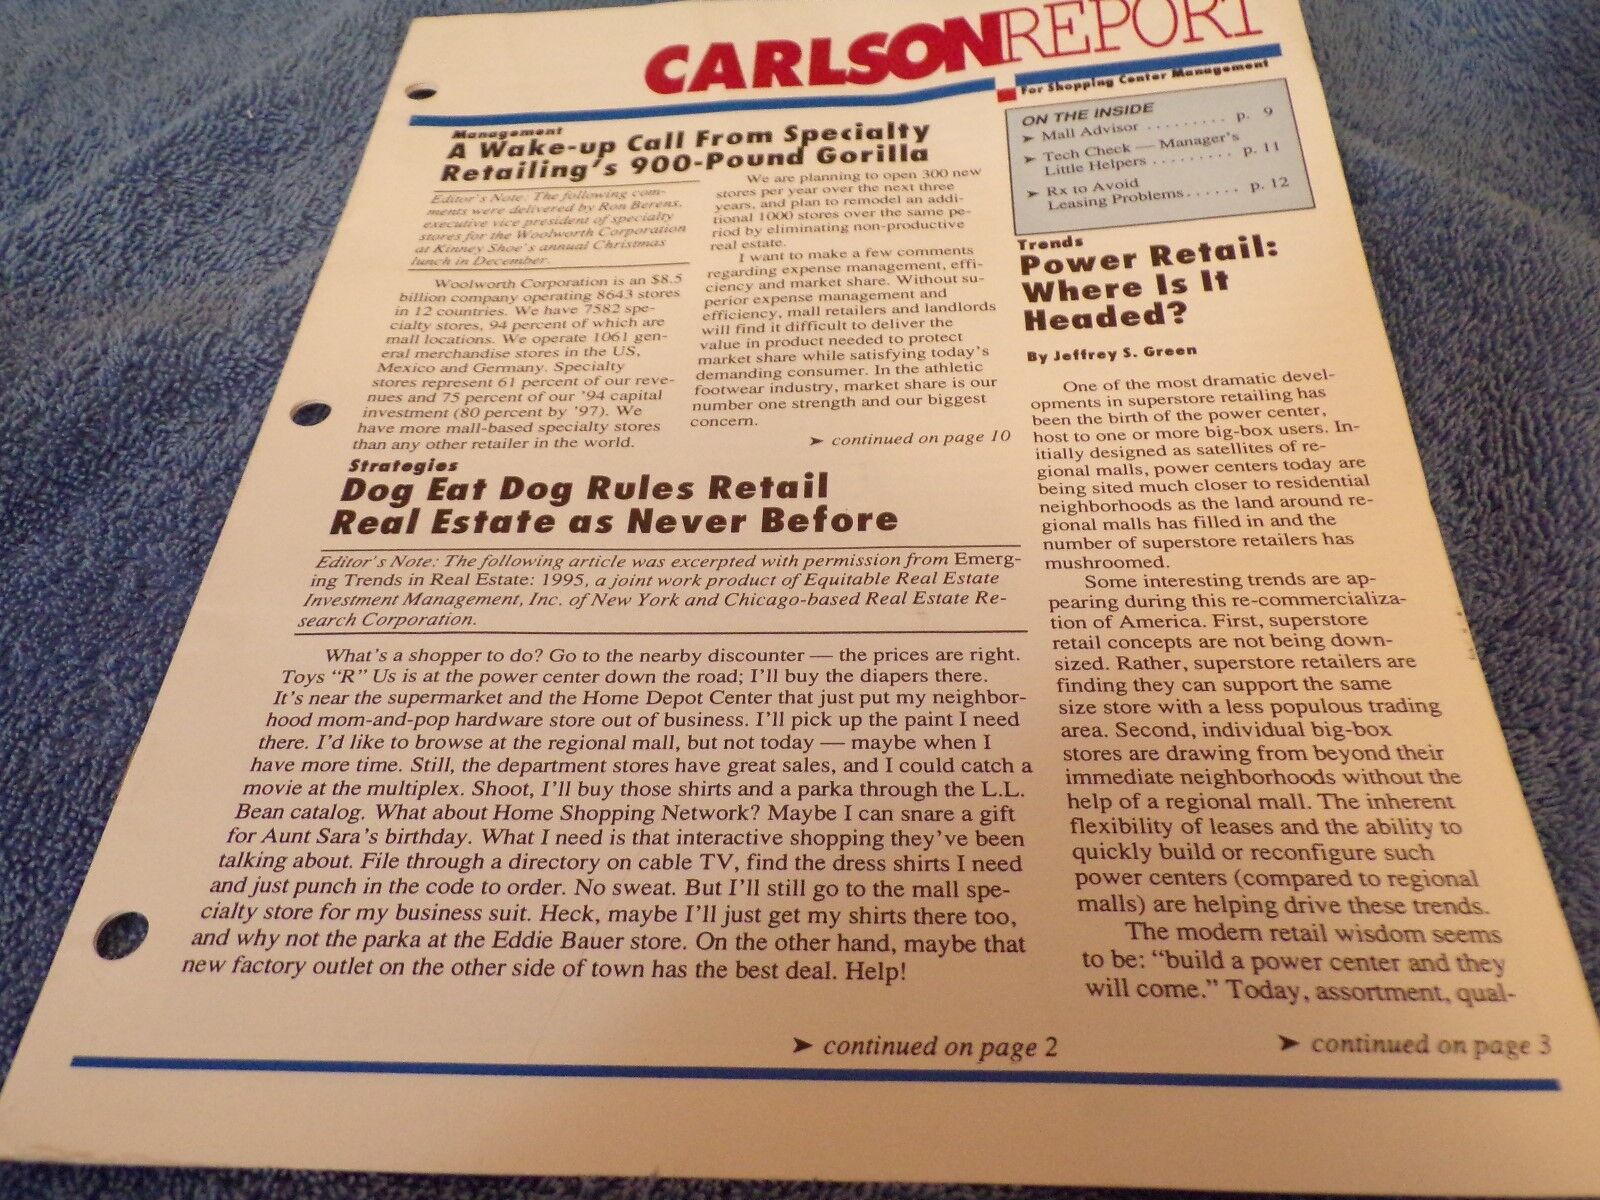 CARLSON REPORT
For Shopping Center Management
Management
A Wake-up Call From Specialty
Retailing's 900-Pound Gorilla
Editor's Note: The following com-
ments were delivered by Ron Berens,
executive vice president of specialty
stores for the Woolworth Corporation
at Kinney Shoe's annual Christmas
lunch in December.
Woolworth Corporation is an $8.5
billion company operating 8643 stores
in 12 countries. We have 7582 spe-
cialty stores, 94 percent of which are
mall locations. We operate 1061 gen-
eral merchandise stores in the US,
Mexico and Germany. Specialty
stores represent 61 percent of our reve-
nues and 75 percent of our '94 capital
investment (80 percent by '97). We
have more mall-based specialty stores
than any other retailer in the world.
We are planning to open 300 new
stores per year over the next three
years, and plan to remodel an addi-
tional 1000 stores over the same pe-
riod by eliminating non-productive
real estate.
I want to make a few comments
regarding expense management, effi-
ciency and market share. Without su-
perior expense management and
efficiency, mall retailers and landlords
will find it difficult to deliver the
value in product needed to protect
market share while satisfying today's
demanding consumer. In the athletic
footwear industry, market share is our
number one strength and our biggest
concern.
➤ continued on page 10
ON THE INSIDE
➤ Mall Advisor ......... p. 9
➤ Tech Check — Manager's
Little Helpers ......... p. 11
➤ Rx to Avoid
Leasing Problems...... p. 12
Strategies
Dog Eat Dog Rules Retail
Real Estate as Never Before
Editor's Note: The following article was excerpted with permission from Emerg-
ing Trends in Real Estate: 1995, a joint work product of Equitable Real Estate
Investment Management, Inc. of New York and Chicago-based Real Estate Re-
search Corporation.
What's a shopper to do? Go to the nearby discounter — the prices are right.
Toys "R" Us is at the power center down the road; I'll buy the diapers there.
It's near the supermarket and the Home Depot Center that just put my neighbor-
hood mom-and-pop hardware store out of business. I'll pick up the paint I need
there. I'd like to browse at the regional mall, but not today — maybe when I
have more time. Still, the department stores have great sales, and I could catch a
movie at the multiplex. Shoot, I'll buy those shirts and a parka through the L.L.
Bean catalog. What about Home Shopping Network? Maybe I can snare a gift
for Aunt Sara's birthday. What I need is that interactive shopping they've been
talking about. File through a directory on cable TV, find the dress shirts I need
and just punch in the code to order. No sweat. But I'll still go to the mall spe-
cialty store for my business suit. Heck, maybe I'll just get my shirts there too,
and why not the parka at the Eddie Bauer store. On the other hand, maybe that
new factory outlet on the other side of town has the best deal. Help!
➤ continued on page 2
Trends
Power Retail:
Where Is It
Headed?
By Jeffrey S. Green
One of the most dramatic devel-
opments in superstore retailing has
been the birth of the power center,
host to one or more big-box users. In-
itially designed as satellites of re-
gional malls, power centers today are
being sited much closer to residential
neighborhoods as the land around re-
gional malls has filled in and the
number of superstore retailers has
mushroomed.
Some interesting trends are ap-
pearing during this re-commercializa-
tion of America. First, superstore
retail concepts are not being down-
sized. Rather, superstore retailers are
finding they can support the same
size store with a less populous trading
area. Second, individual big-box
stores are drawing from beyond their
immediate neighborhoods without the
help of a regional mall. The inherent
flexibility of leases and the ability to
quickly build or reconfigure such
power centers (compared to regional
malls) are helping drive these trends.
The modern retail wisdom seems
to be: "build a power center and they
will come." Today, assortment, qual-
➤ continued on page 3